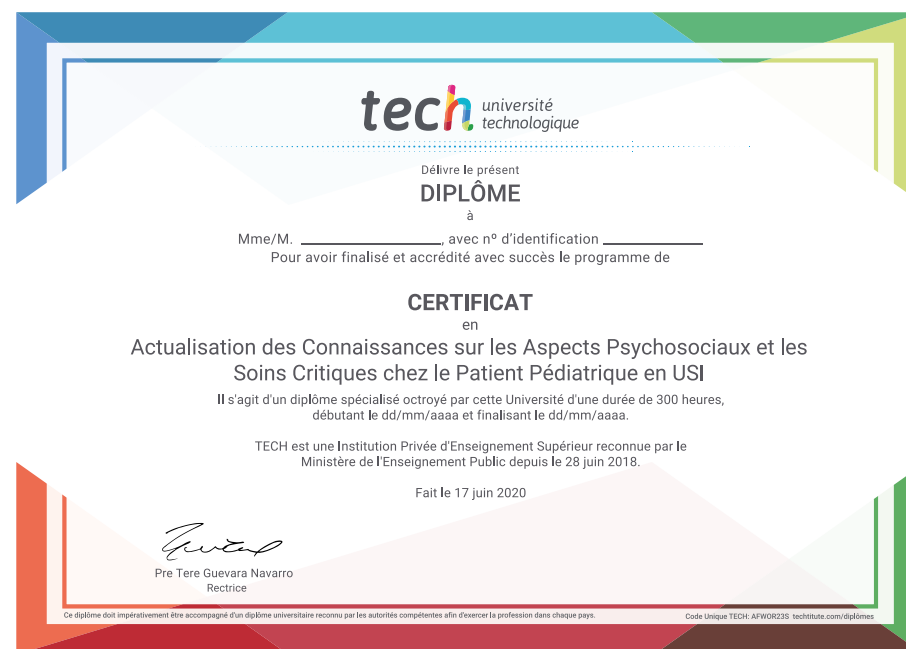 tech université
technologique
Délivre le présent
DIPLÔME
à
Mme/M. ____________________, avec nº d'identification ______________
Pour avoir finalisé et accrédité avec succès le programme de
CERTIFICAT
en
Actualisation des Connaissances sur les Aspects Psychosociaux et les
Soins Critiques chez le Patient Pédiatrique en USI
Il s'agit d'un diplôme spécialisé octroyé par cette Université d'une durée de 300 heures,
débutant le dd/mm/aaaa et finalisant le dd/mm/aaaa.
TECH est une Institution Privée d'Enseignement Supérieur reconnue par le
Ministère de l'Enseignement Public depuis le 28 juin 2018.
Fait le 17 juin 2020
Pre Tere Guevara Navarro
Rectrice
Ce diplôme doit impérativement être accompagné d'un diplôme universitaire reconnu par les autorités compétentes afin d'exercer la profession dans chaque pays.
Code Unique TECH: AFWOR23S techtitute.com/diplômes